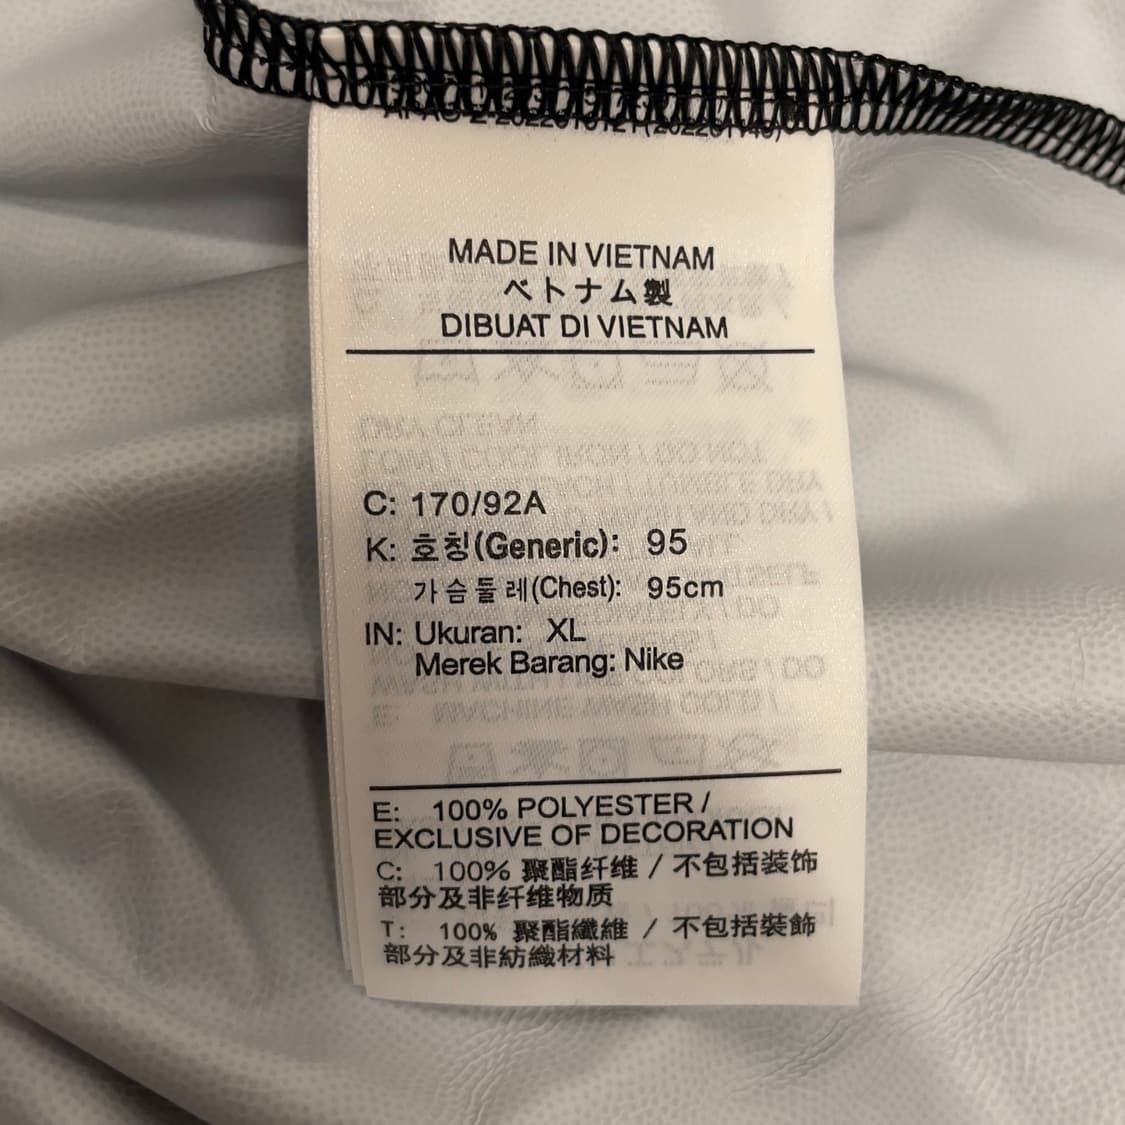 MADE IN VIETNAM
ベトナム製
DIBUAT DI VIETNAM
C: 170/92A
K: 호칭(Generic): 95
가슴둘레(Chest): 95cm
IN: Ukuran: XL
Merek Barang: Nike
E: 100% POLYESTER /
EXCLUSIVE OF DECORATION
C: 100% 聚酯纤维 / 不包括装饰
部分及非纤维物质
T: 100% 聚酯纖維 / 不包括裝飾
部分及非紡織材料